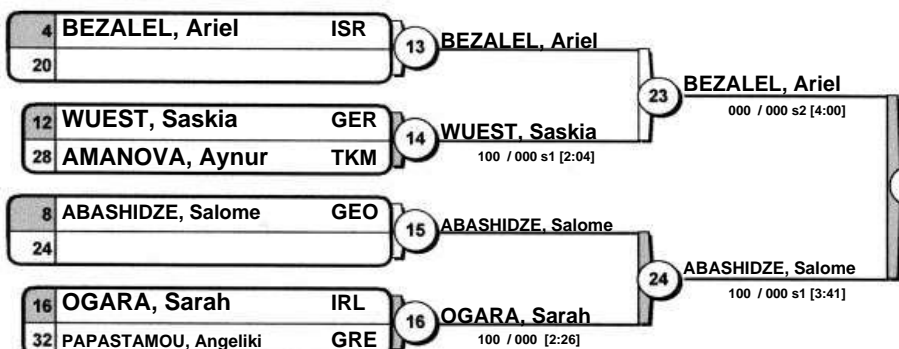 4 BEZALEL, Ariel ISR
20
13 BEZALEL, Ariel
12 WUEST, Saskia GER
28 AMANOVA, Aynur TKM
14 WUEST, Saskia
100 / 000 s1 [2:04]
23 BEZALEL, Ariel
000 / 000 s2 [4:00]
8 ABASHIDZE, Salome GEO
24
15 ABASHIDZE, Salome
16 OGARA, Sarah IRL
32 PAPASTAMOU, Angeliki GRE
16 OGARA, Sarah
100 / 000 [2:26]
24 ABASHIDZE, Salome
100 / 000 s1 [3:41]